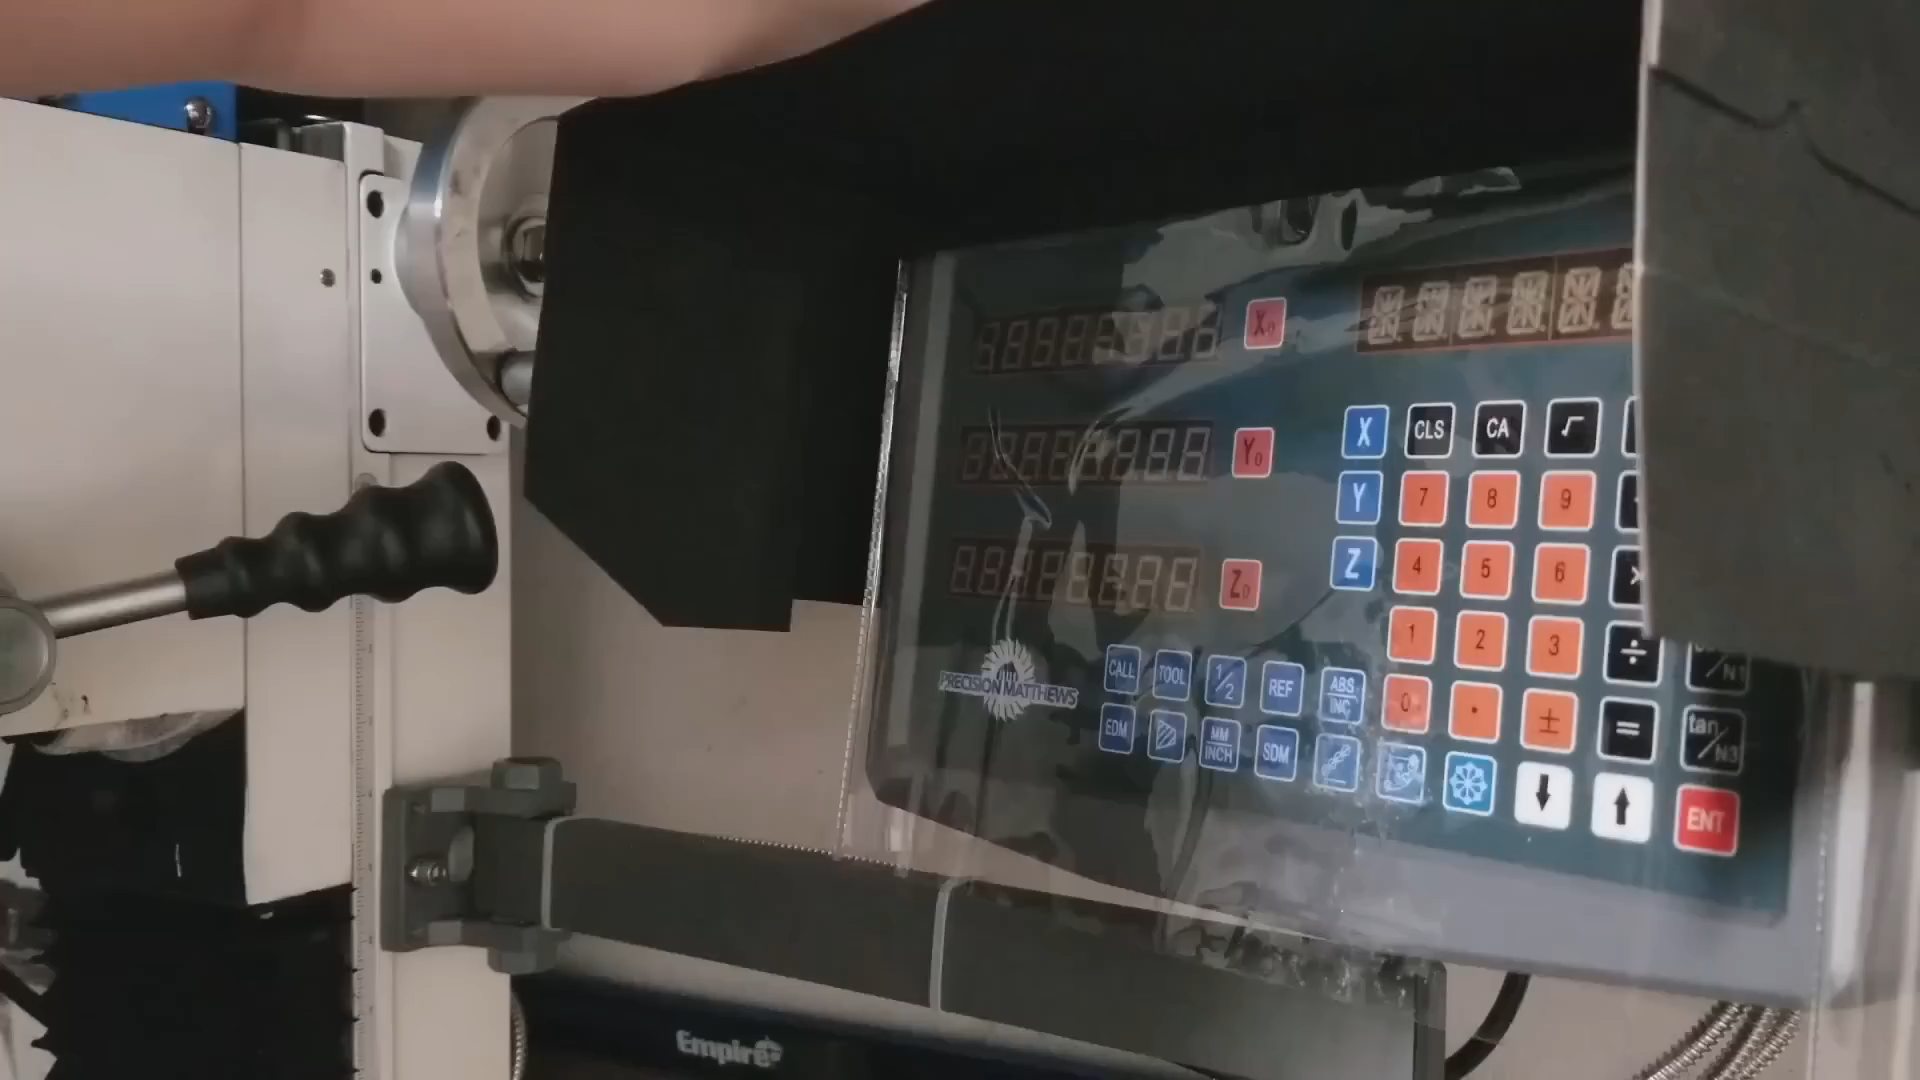 X0
Y0
Z0
X CLS CA √
Y 7 8 9
Z 4 5 6
1 2 3 ÷
0 . ± =
PRECISION MATTHEWS
CALL TOOL 1/2 REF ABS/INC
EDM MM/INCH SDM
tan
ENT
Empire